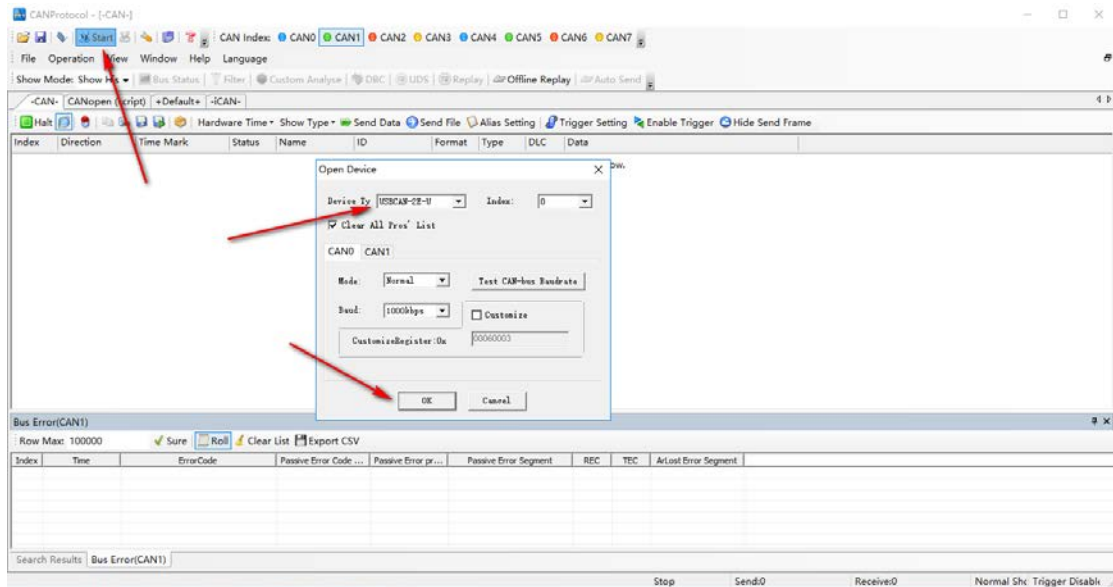 CANProtocol - [-CAN-]
Start CAN Index: CAN0 CAN1 CAN2 CAN3 CAN4 CAN5 CAN6 CAN7
File Operation View Window Help Language
Show Mode: Show Bus Status Filter Custom Analyse DBC UDS Replay Offline Replay Auto Send
-CAN- CANopen (script) +Default+ -iCAN-
Halt Hardware Time Show Type Send Data Send File Alias Setting Trigger Setting Enable Trigger Hide Send Frame
Index Direction Time Mark Status Name ID Format Type DLC Data
Open Device
Device Ty USBCAN-2E-U Index: 0
Clear All Pros' List
CAN0 CAN1
Mode: Normal Test CAN-bus Baudrate
Baud: 1000kbps Customize
CustomizeRegister:0x 00060003
OK Cancel
Bus Error(CAN1)
Row Max: 100000 Sure Roll Clear List Export CSV
Index Time ErrorCode Passive Error Code ... Passive Error pr... Passive Error Segment REC TEC ArLost Error Segment
Search Results Bus Error(CAN1)
Stop Send:0 Receive:0 Normal Shc Trigger Disable